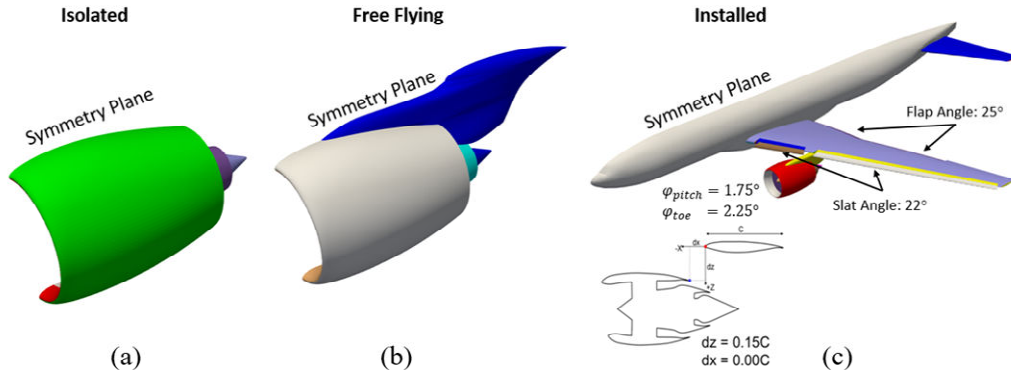 Isolated
Free Flying
Installed
Symmetry Plane
Symmetry Plane
Symmetry Plane
Flap Angle: 25°
Slat Angle: 22°
φpitch = 1.75°
φtoe = 2.25°
C
-X
dx
dz
+Z
dz = 0.15C
dx = 0.00C
(a)
(b)
(c)